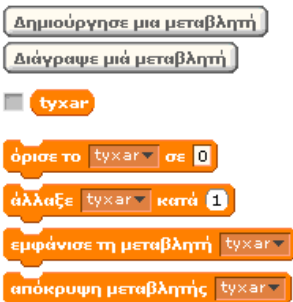 Δημιούργησε μια μεταβλητή
Διάγραψε μιά μεταβλητή
tyxar
όρισε το tyxar σε 0
άλλαξε tyxar κατά 1
εμφάνισε τη μεταβλητή tyxar
απόκρυψη μεταβλητής tyxar